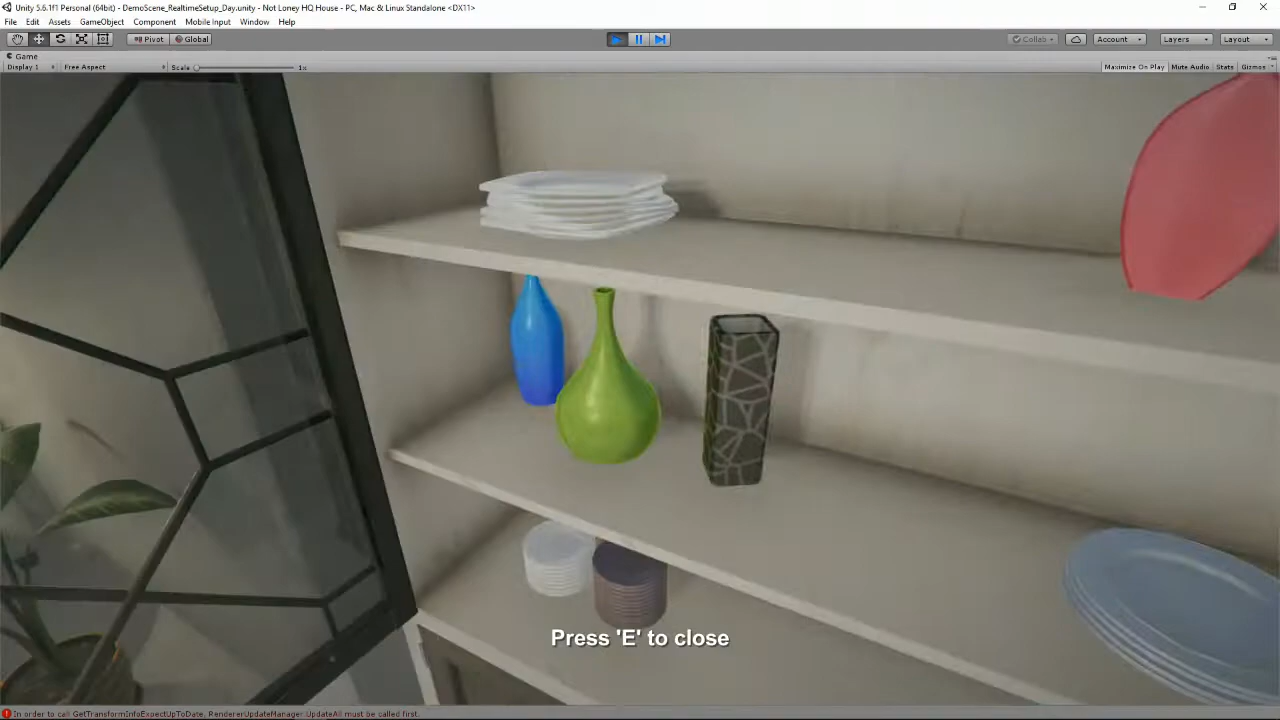 Unity 5.6.1f1 Personal (64bit) - DemoScene_RealtimeSetup_Day.unity - Not Loney HQ House - PC, Mac & Linux Standalone <DX11>
File Edit Assets GameObject Component Mobile Input Window Help
Pivot Global Collab Account Layers Layout
Game
Display 1 Free Aspect Scale 1x Maximize On Play Mute Audio Stats Gizmos
Press 'E' to close
In order to call GetTransformInfoExpectUpToDate, RendererUpdateManager.UpdateAll must be called first.